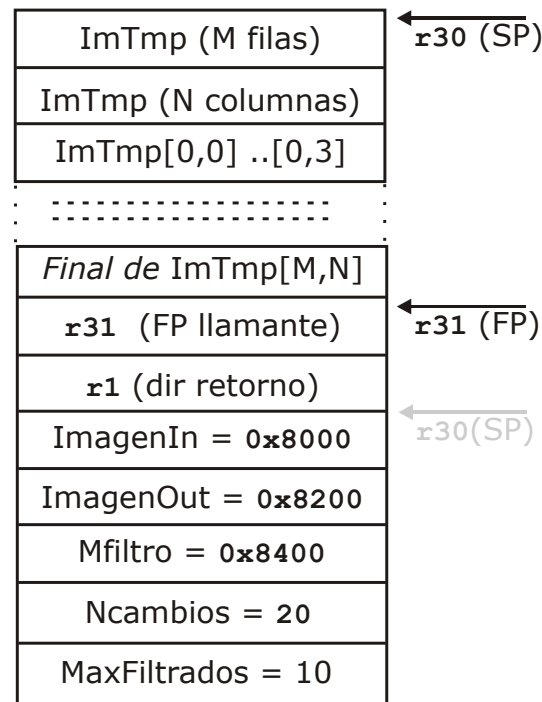 ImTmp (M filas)
r30 (SP)
ImTmp (N columnas)
ImTmp[0,0] ..[0,3]
Final de ImTmp[M,N]
r31 (FP llamante)
r31 (FP)
r1 (dir retorno)
r30(SP)
ImagenIn = 0x8000
ImagenOut = 0x8200
Mfiltro = 0x8400
Ncambios = 20
MaxFiltrados = 10